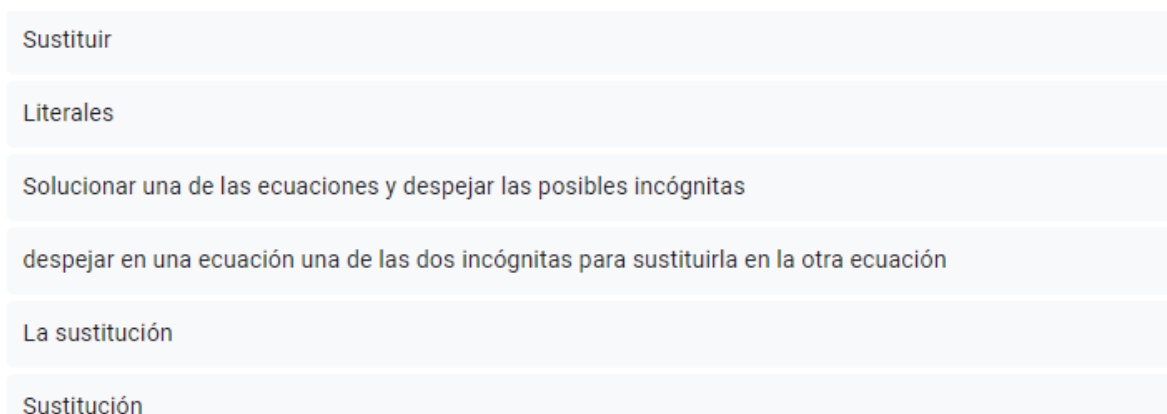 Sustituir
Literales
Solucionar una de las ecuaciones y despejar las posibles incógnitas
despejar en una ecuación una de las dos incógnitas para sustituirla en la otra ecuación
La sustitución
Sustitución